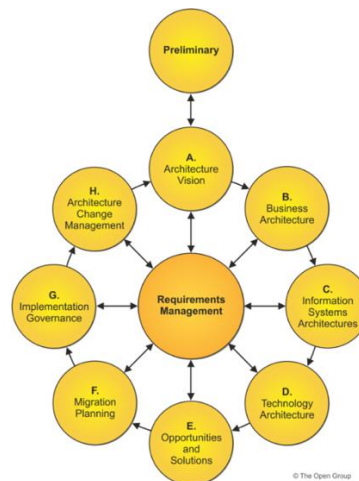 Preliminary
A.
Architecture
Vision
B.
Business
Architecture
C.
Information
Systems
Architectures
D.
Technology
Architecture
E.
Opportunities
and
Solutions
F.
Migration
Planning
G.
Implementation
Governance
H.
Architecture
Change
Management
Requirements
Management
© The Open Group